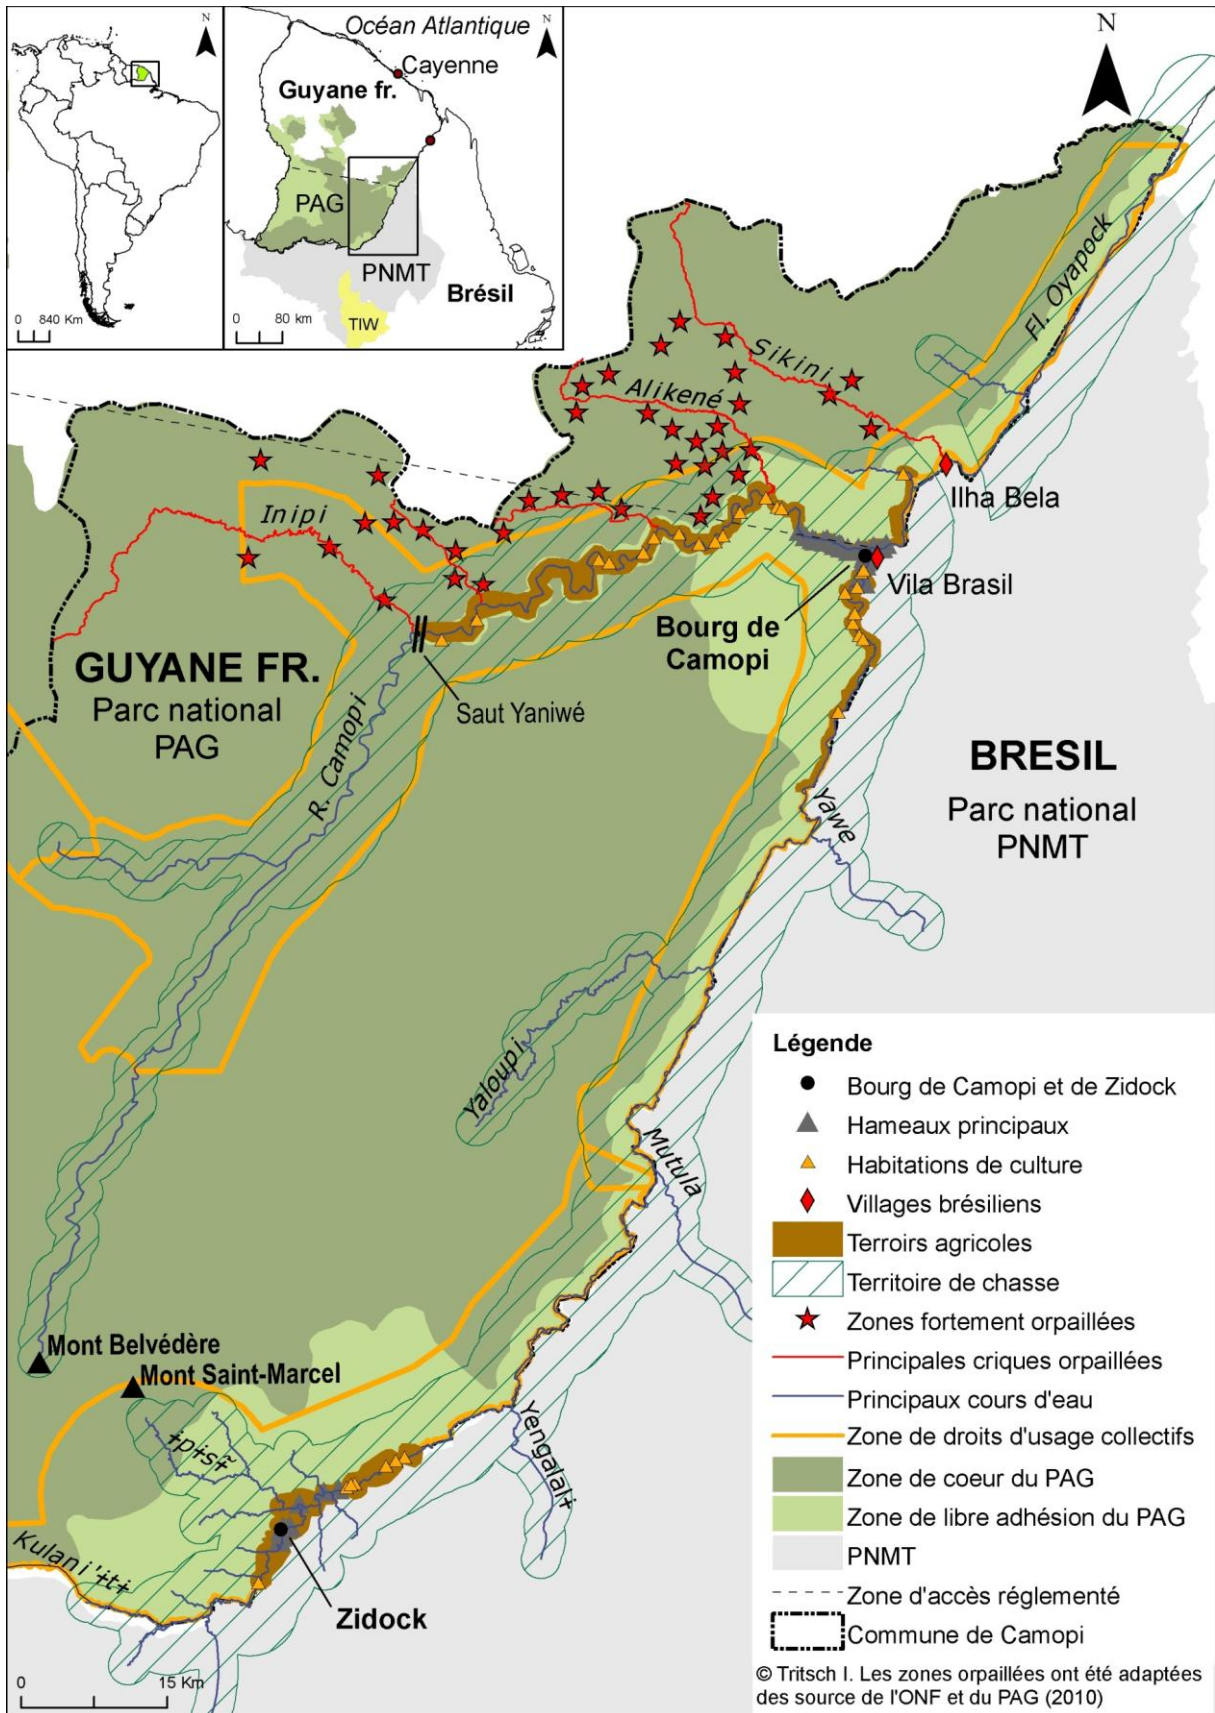 N
0 840 Km
Océan Atlantique
N
Cayenne
Guyane fr.
PAG
PNMT
Brésil
TIW
0 80 km
N
Fl. Oyapock
Sikini
Alikené
Ilha Bela
Inipi
Vila Brasil
Bourg de
Camopi
GUYANE FR.
Parc national
PAG
Saut Yaniwé
R. Camopi
BRESIL
Parc national
PNMT
Yawe
Yaloupi
Mutula
Mont Belvédère
Mont Saint-Marcel
Yengalalɨ
ɨpɨsɨ̃
Kulani'ɨtɨ
Zidock
0 15 Km
Légende
Bourg de Camopi et de Zidock
Hameaux principaux
Habitations de culture
Villages brésiliens
Terroirs agricoles
Territoire de chasse
Zones fortement orpaillées
Principales criques orpaillées
Principaux cours d'eau
Zone de droits d'usage collectifs
Zone de coeur du PAG
Zone de libre adhésion du PAG
PNMT
Zone d'accès réglementé
Commune de Camopi
© Tritsch I. Les zones orpaillées ont été adaptées
des source de l'ONF et du PAG (2010)